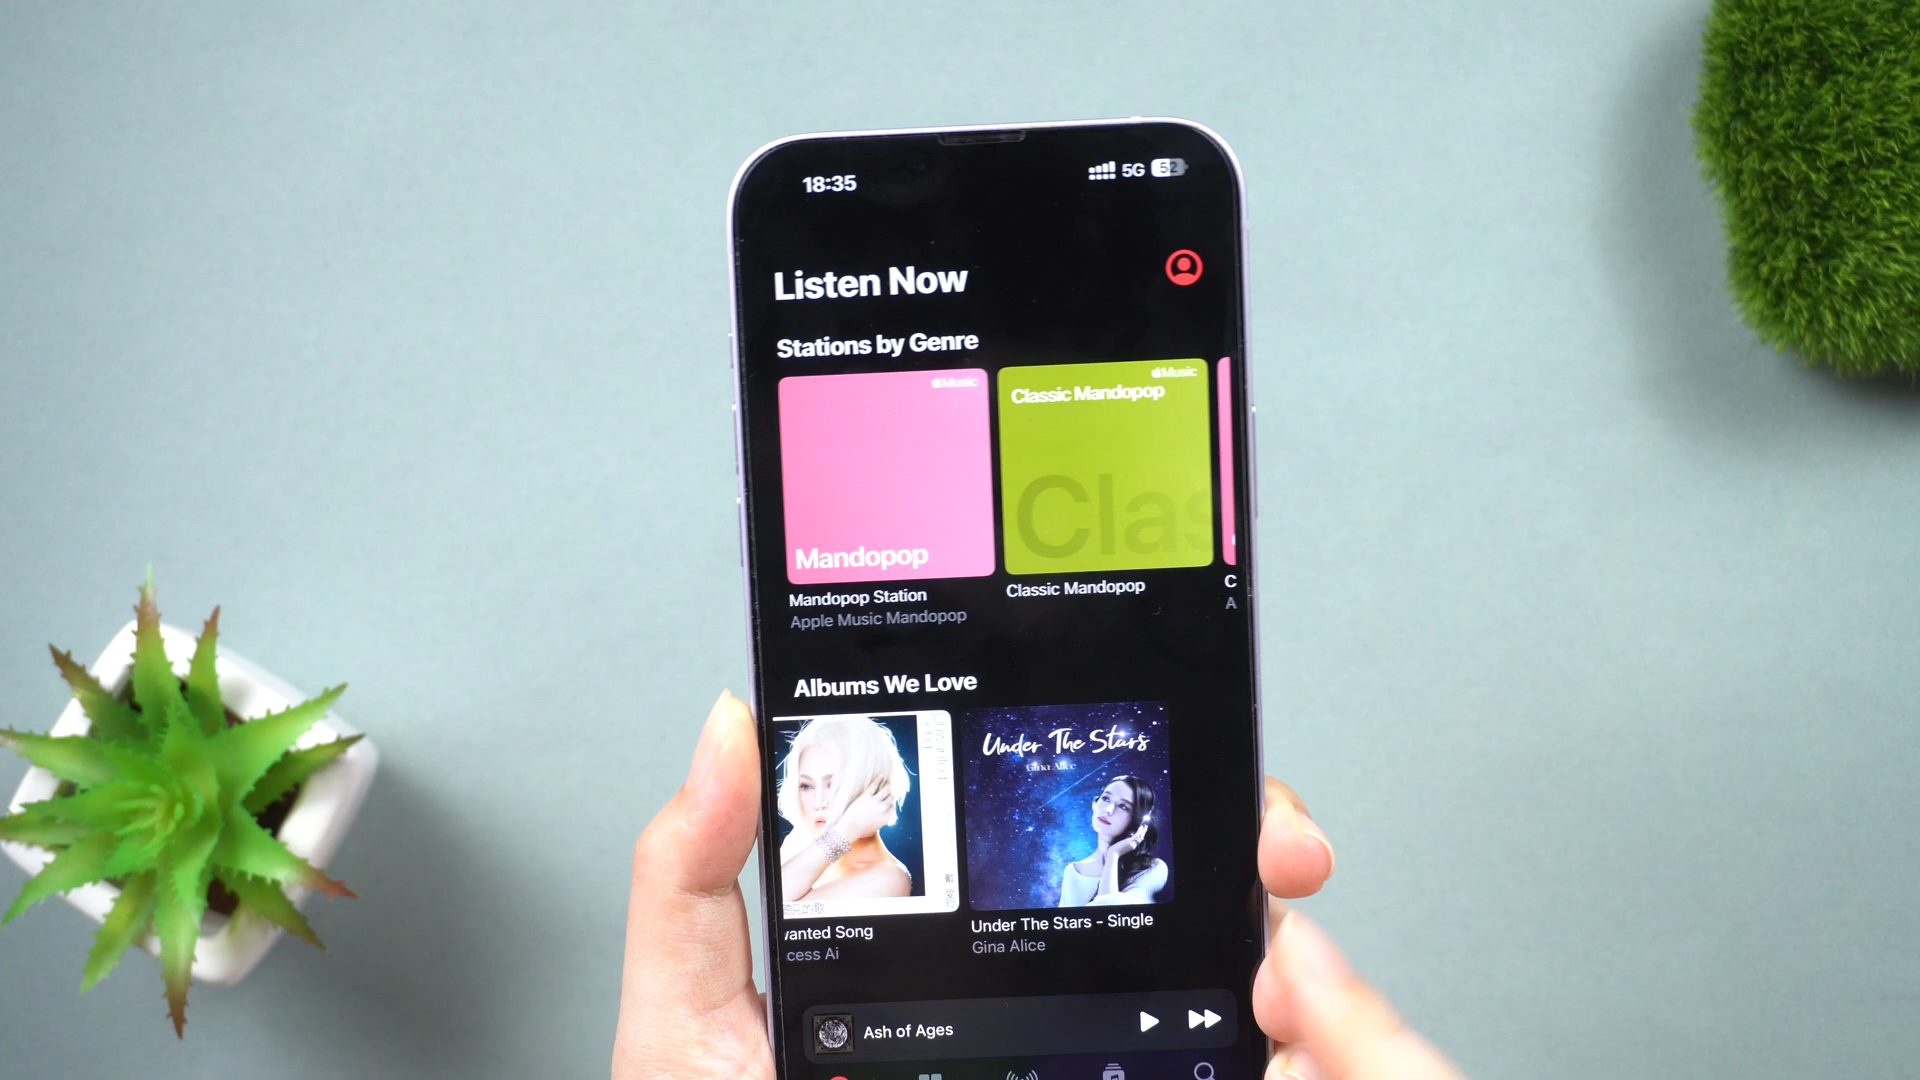 18:35
5G 52
Listen Now
Stations by Genre
Music
Mandopop
Music
Classic Mandopop
Clas
Mandopop Station
Apple Music Mandopop
Classic Mandopop
C
A
Albums We Love
Under The Stars
Gina Alice
anted Song
cess Ai
Under The Stars - Single
Gina Alice
Ash of Ages